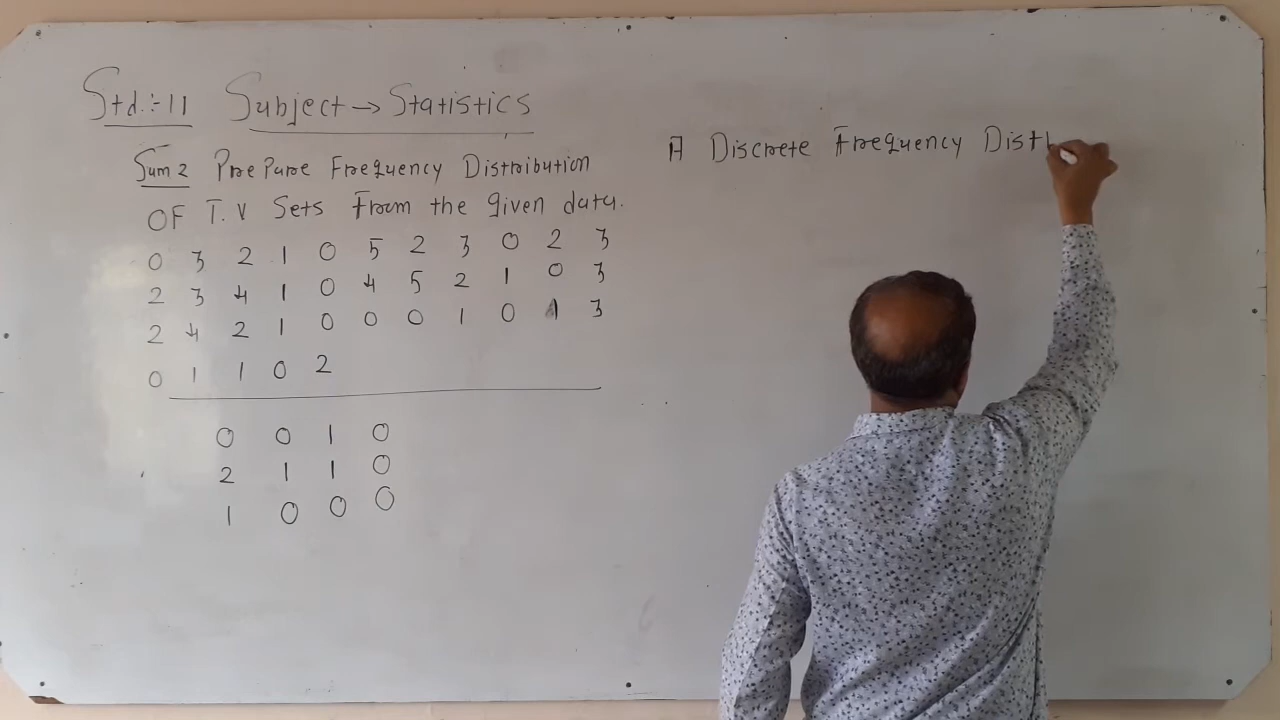 Std.:-11 Subject → Statistics
Sum 2 Prepare Frequency Distribution
OF T.V Sets From the given data.
0 3 2 1 0 5 2 3 0 2 3
2 3 4 1 0 4 5 2 1 0 3
2 4 2 1 0 0 0 1 0 1 3
0 1 1 0 2
0 0 1 0
2 1 1 0
1 0 0 0
A Discrete Frequency Dist